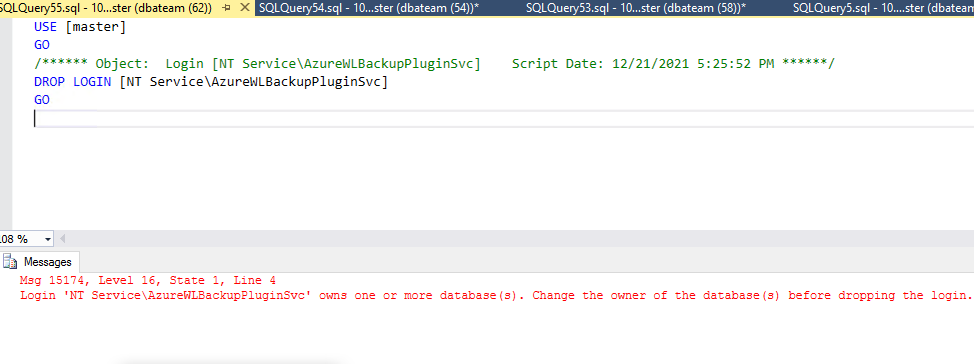 SQLQuery55.sql - 10...ster (dbateam (62)) SQLQuery54.sql - 10...ster (dbateam (54))* SQLQuery53.sql - 10...ster (dbateam (58))* SQLQuery5.sql - 10....aster (dbateam
USE [master]
GO
/****** Object:  Login [NT Service\AzureWLBackupPluginSvc]    Script Date: 12/21/2021 5:25:52 PM ******/
DROP LOGIN [NT Service\AzureWLBackupPluginSvc]
GO
.08 %
Messages
Msg 15174, Level 16, State 1, Line 4
Login 'NT Service\AzureWLBackupPluginSvc' owns one or more database(s). Change the owner of the database(s) before dropping the login.